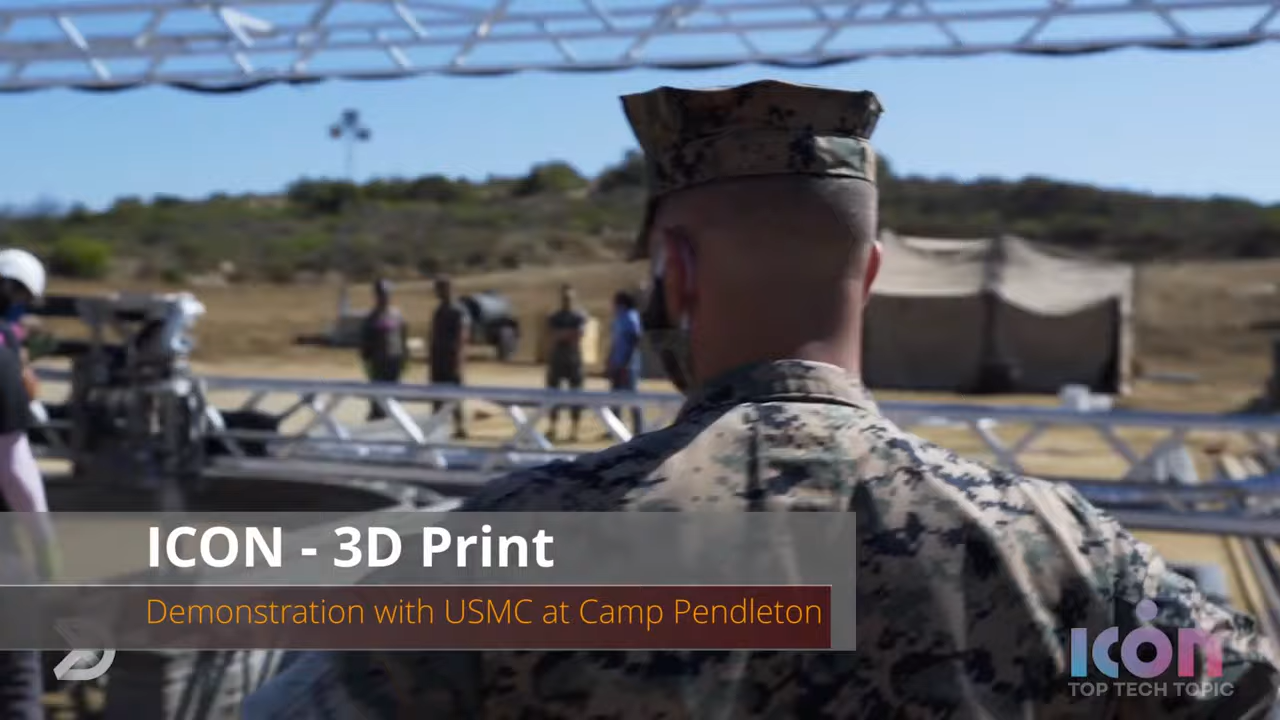 ICON - 3D Print
Demonstration with USMC at Camp Pendleton
ICON
TOP TECH TOPIC